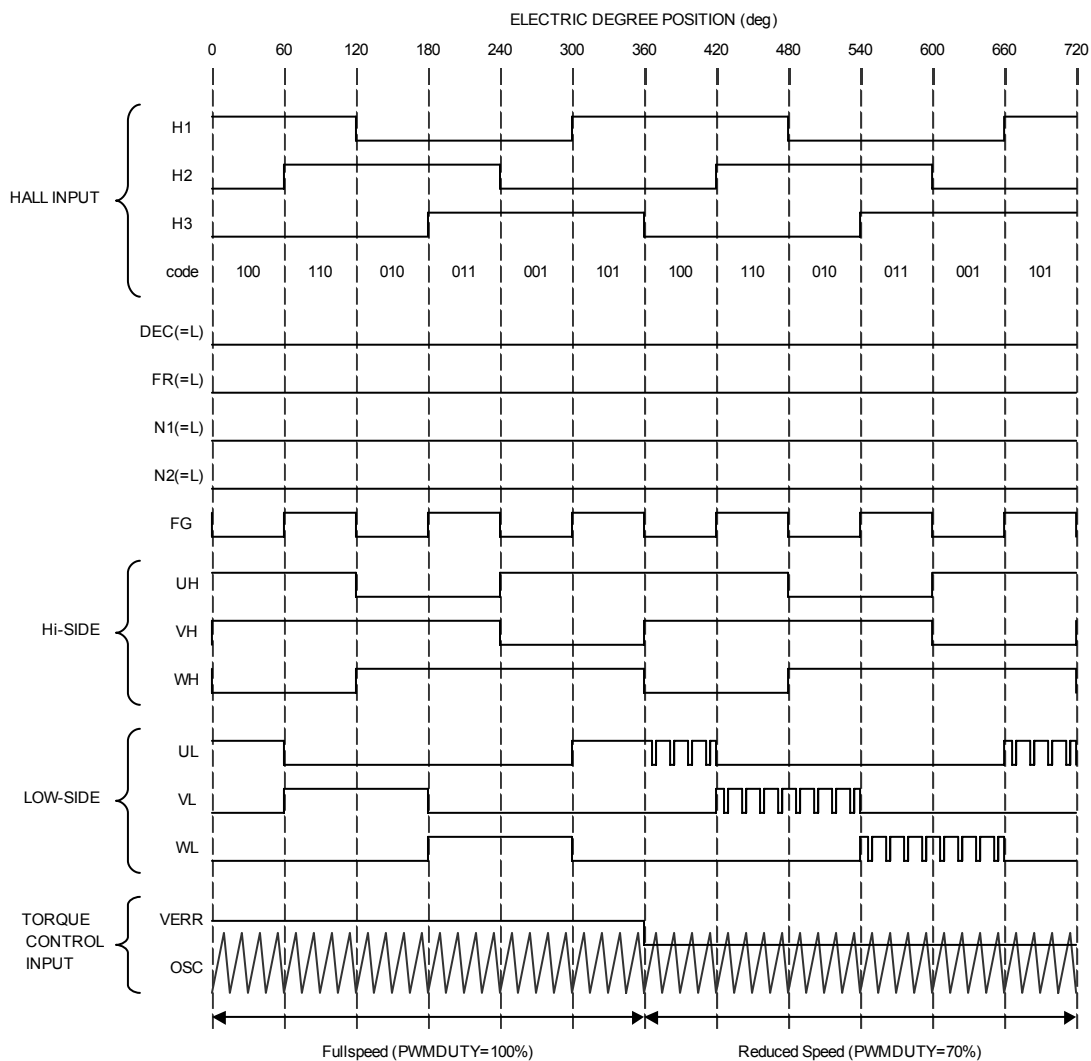 ELECTRIC DEGREE POSITION (deg)
0 60 120 180 240 300 360 420 480 540 600 660 720
HALL INPUT
H1
H2
H3
code 100 110 010 011 001 101 100 110 010 011 001 101
DEC(=L)
FR(=L)
N1(=L)
N2(=L)
FG
Hi-SIDE
UH
VH
WH
LOW-SIDE
UL
VL
WL
TORQUE
CONTROL
INPUT
VERR
OSC
Fullspeed (PWMDUTY=100%) Reduced Speed (PWMDUTY=70%)